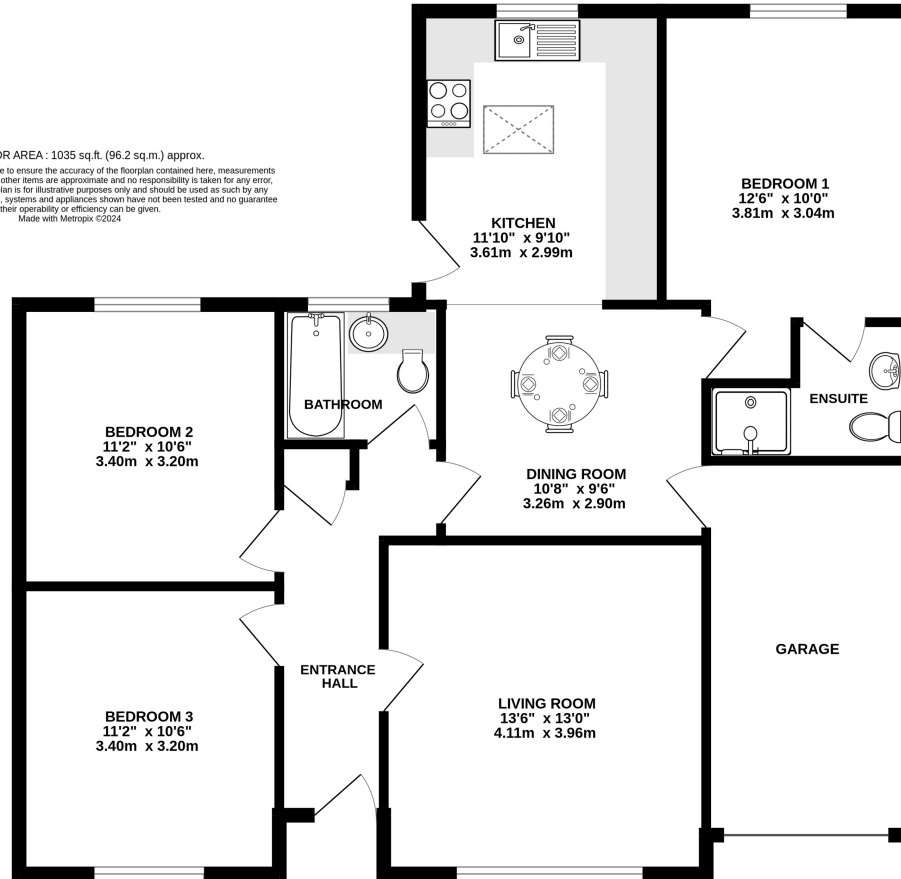 OR AREA : 1035 sq.ft. (96.2 sq.m.) approx.
e to ensure the accuracy of the floorplan contained here, measurements
other items are approximate and no responsibility is taken for any error,
lan is for illustrative purposes only and should be used as such by any
, systems and appliances shown have not been tested and no guarantee
their operability or efficiency can be given.
Made with Metropix ©2024
KITCHEN
11'10" x 9'10"
3.61m x 2.99m
BEDROOM 1
12'6" x 10'0"
3.81m x 3.04m
BEDROOM 2
11'2" x 10'6"
3.40m x 3.20m
BATHROOM
ENSUITE
DINING ROOM
10'8" x 9'6"
3.26m x 2.90m
BEDROOM 3
11'2" x 10'6"
3.40m x 3.20m
ENTRANCE
HALL
LIVING ROOM
13'6" x 13'0"
4.11m x 3.96m
GARAGE